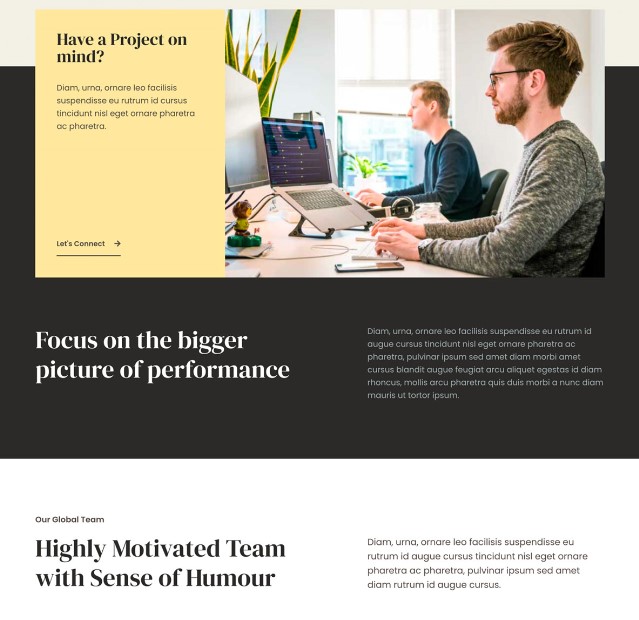 Have a Project on
mind?
Diam, urna, ornare leo facilisis
suspendisse eu rutrum id cursus
tincidunt nisl eget ornare pharetra
ac pharetra.
Let's Connect
Focus on the bigger
picture of performance
Diam, urna, ornare leo facilisis suspendisse eu rutrum id
augue cursus tincidunt nisl eget ornare pharetra ac
pharetra, pulvinar ipsum sed amet diam morbi amet
cursus blandit augue feugiat arcu aliquet egestas id diam
rhoncus, mollis arcu pharetra quis duis morbi a nunc diam
mauris ut tortor ipsum.
Our Global Team
Highly Motivated Team
with Sense of Humour
Diam, urna, ornare leo facilisis suspendisse eu
rutrum id augue cursus tincidunt nisl eget ornare
pharetra ac pharetra, pulvinar ipsum sed amet
diam rutrum id augue cursus.